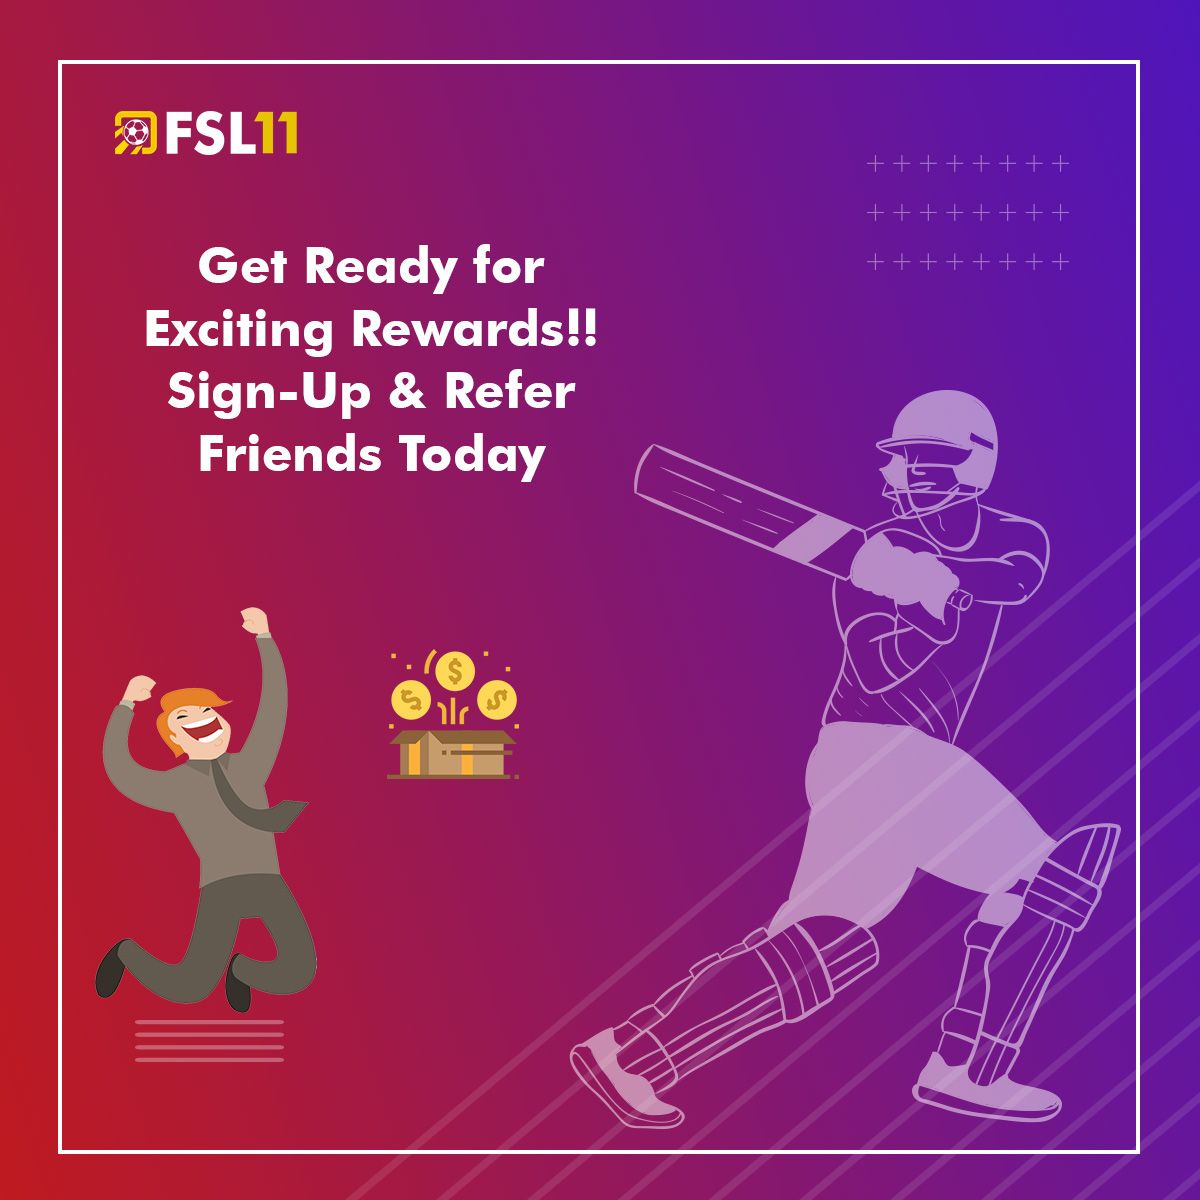 FSL11
Get Ready for
Exciting Rewards!!
Sign-Up & Refer
Friends Today